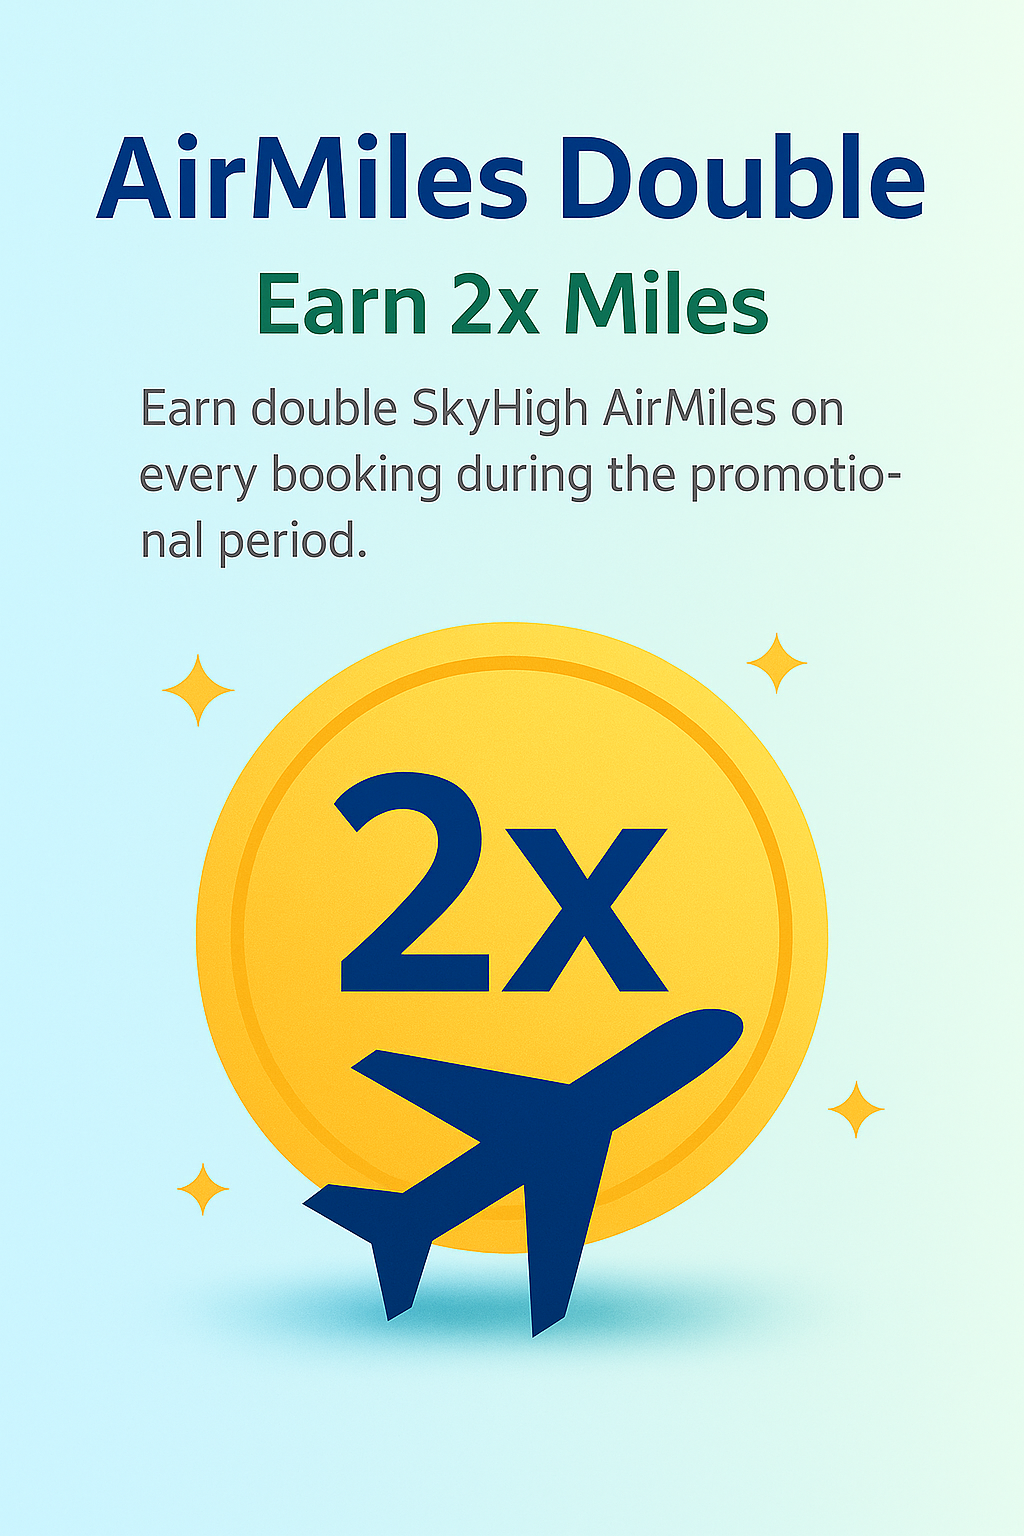 AirMiles Double
Earn 2x Miles
Earn double SkyHigh AirMiles on
every booking during the promotio-
nal period.
2x